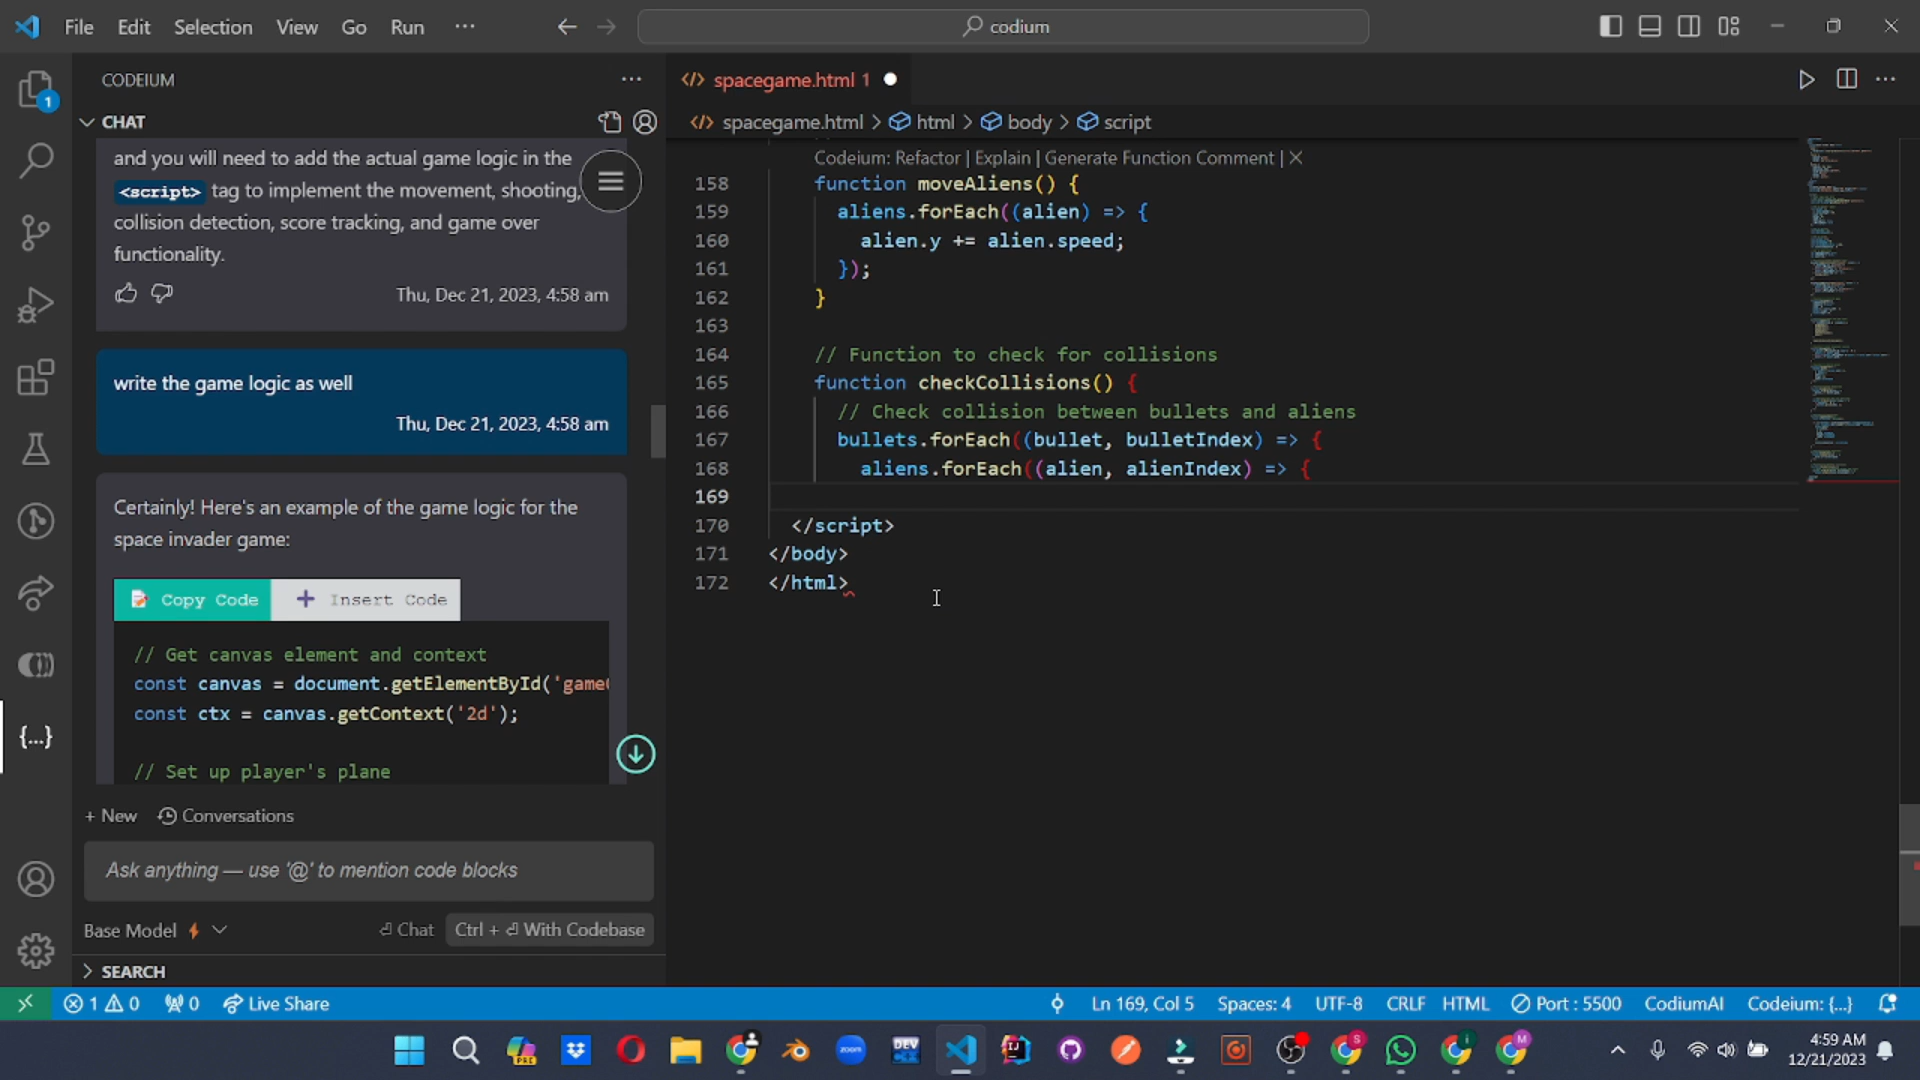 File Edit Selection View Go Run ···
codium
CODEIUM
spacegame.html 1
CHAT
spacegame.html > html > body > script
and you will need to add the actual game logic in the
<script> tag to implement the movement, shooting,
collision detection, score tracking, and game over
functionality.
Thu, Dec 21, 2023, 4:58 am
write the game logic as well
Thu, Dec 21, 2023, 4:58 am
Certainly! Here's an example of the game logic for the
space invader game:
Copy Code + Insert Code
// Get canvas element and context
const canvas = document.getElementById('game
const ctx = canvas.getContext('2d');
// Set up player's plane
+ New Conversations
Ask anything — use '@' to mention code blocks
Base Model Chat Ctrl + ⏎ With Codebase
SEARCH
Codeium: Refactor | Explain | Generate Function Comment | ×
158 function moveAliens() {
159 aliens.forEach((alien) => {
160 alien.y += alien.speed;
161 });
162 }
163
164 // Function to check for collisions
165 function checkCollisions() {
166 // Check collision between bullets and aliens
167 bullets.forEach((bullet, bulletIndex) => {
168 aliens.forEach((alien, alienIndex) => {
169
170 </script>
171 </body>
172 </html>
1 0 0 Live Share Ln 169, Col 5 Spaces: 4 UTF-8 CRLF HTML Port : 5500 CodiumAI Codeium: {...}
1
{...}
PRE
zoom
DEV
IJ
S
i
M
4:59 AM
12/21/2023